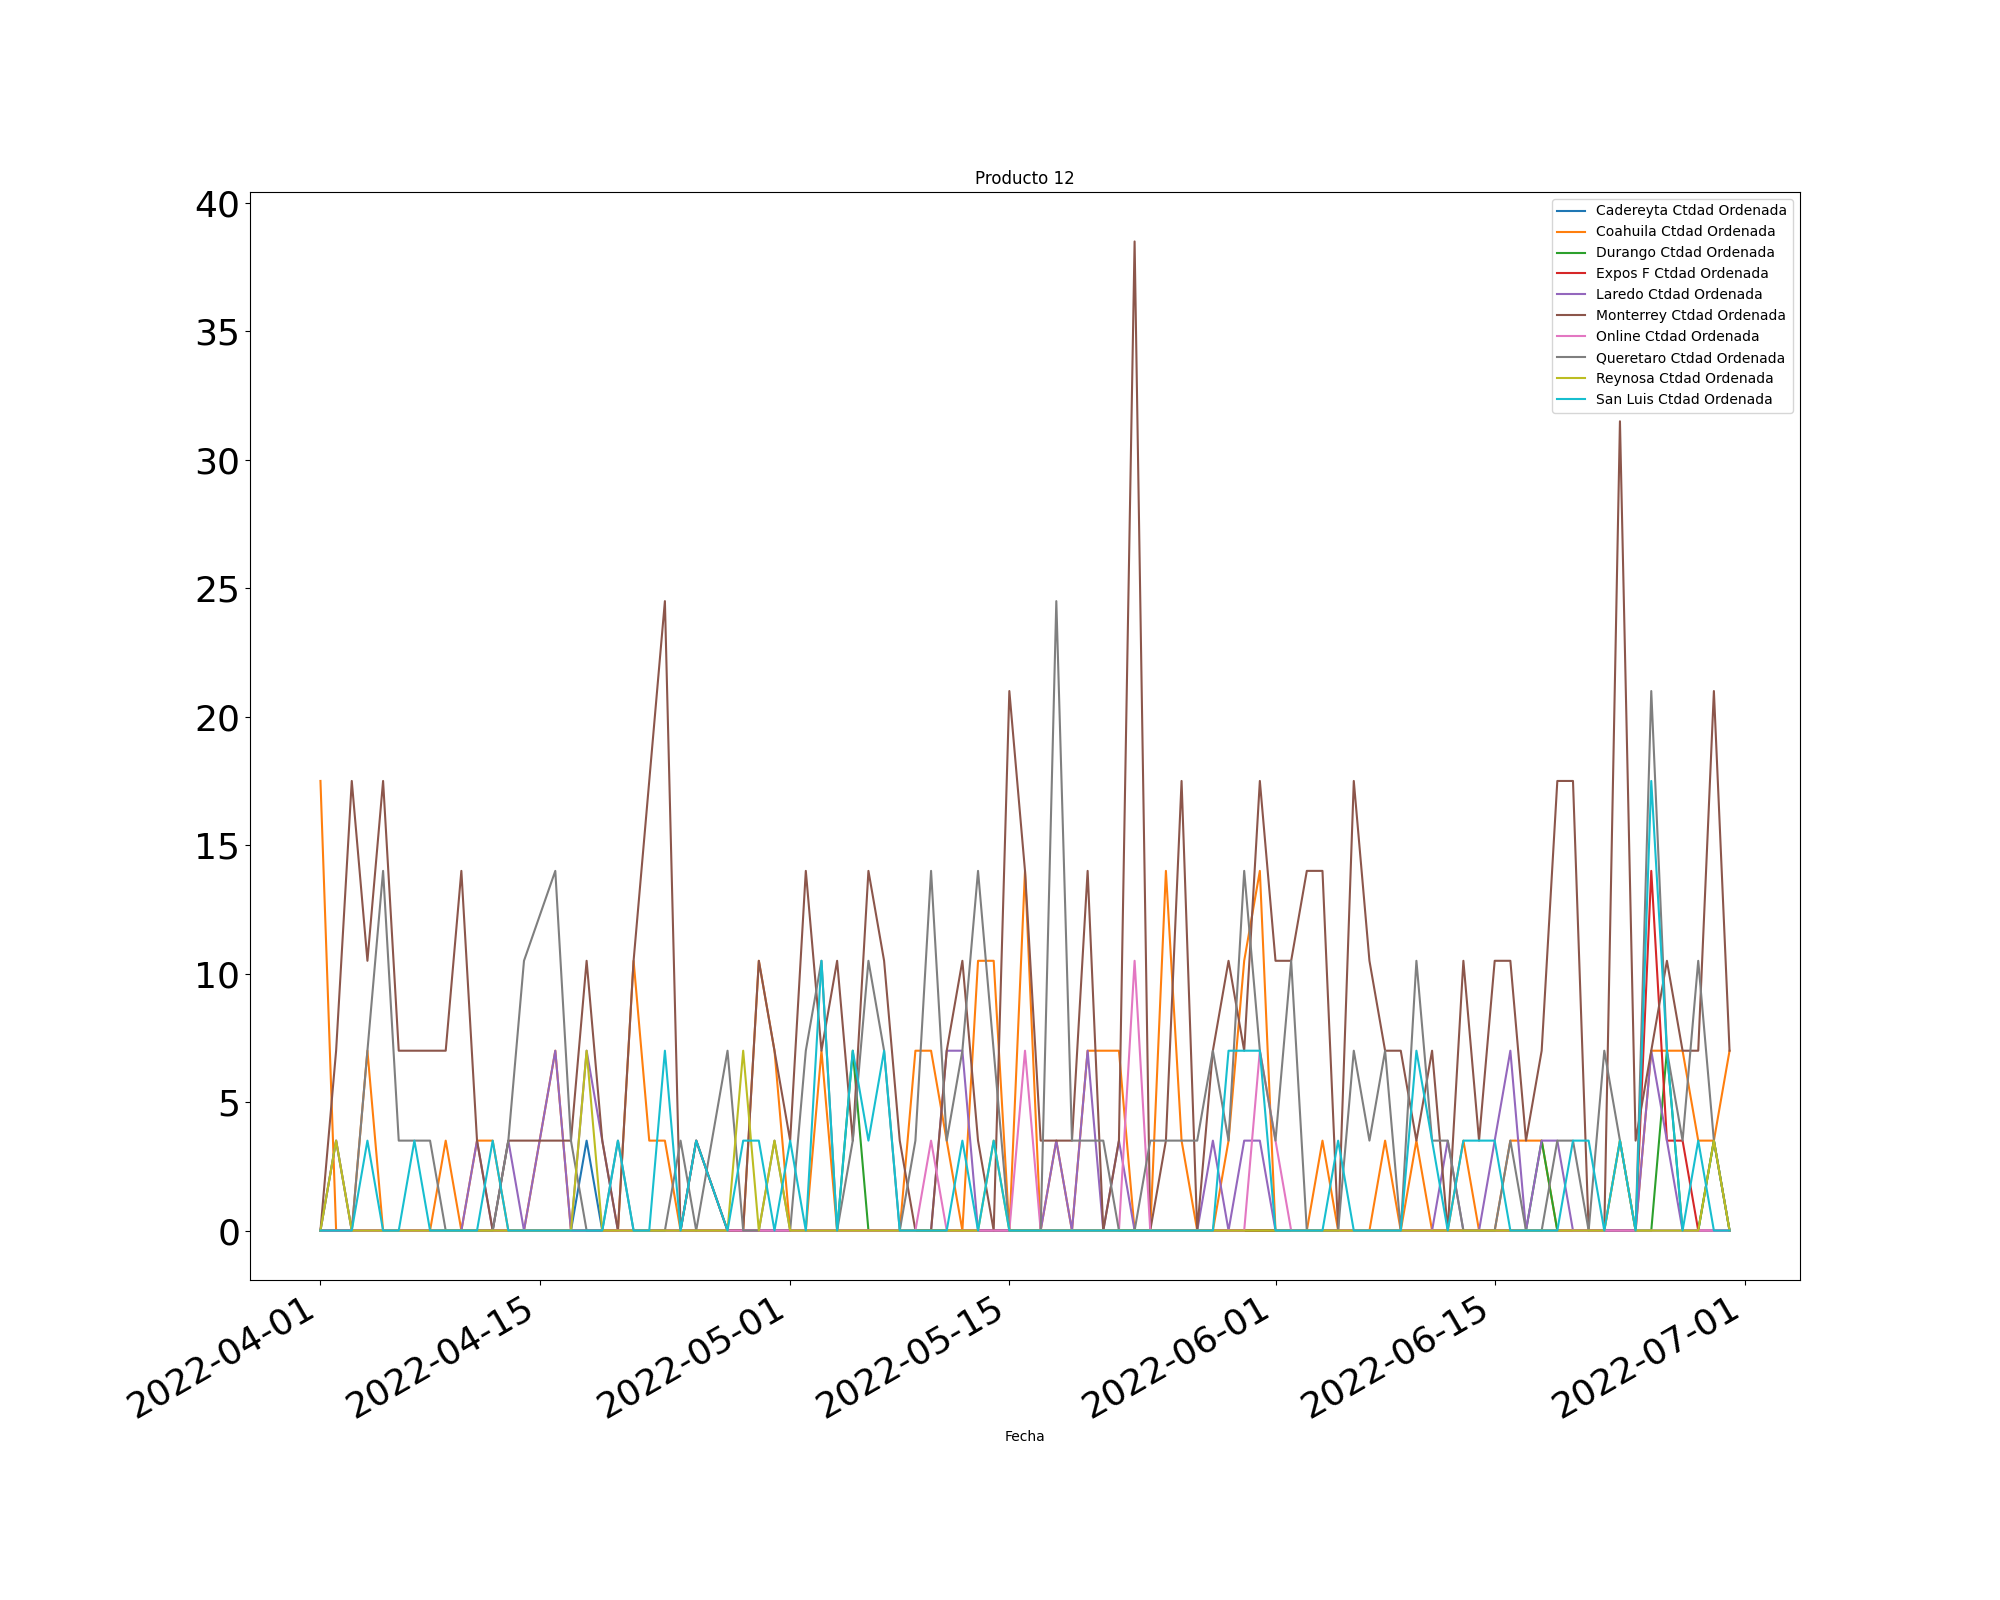 Producto 12
40
35
30
25
20
15
10
5
0
Cadereyta Ctdad Ordenada
Coahuila Ctdad Ordenada
Durango Ctdad Ordenada
Expos F Ctdad Ordenada
Laredo Ctdad Ordenada
Monterrey Ctdad Ordenada
Online Ctdad Ordenada
Queretaro Ctdad Ordenada
Reynosa Ctdad Ordenada
San Luis Ctdad Ordenada
2022-04-01
2022-04-15
2022-05-01
2022-05-15
2022-06-01
2022-06-15
2022-07-01
Fecha